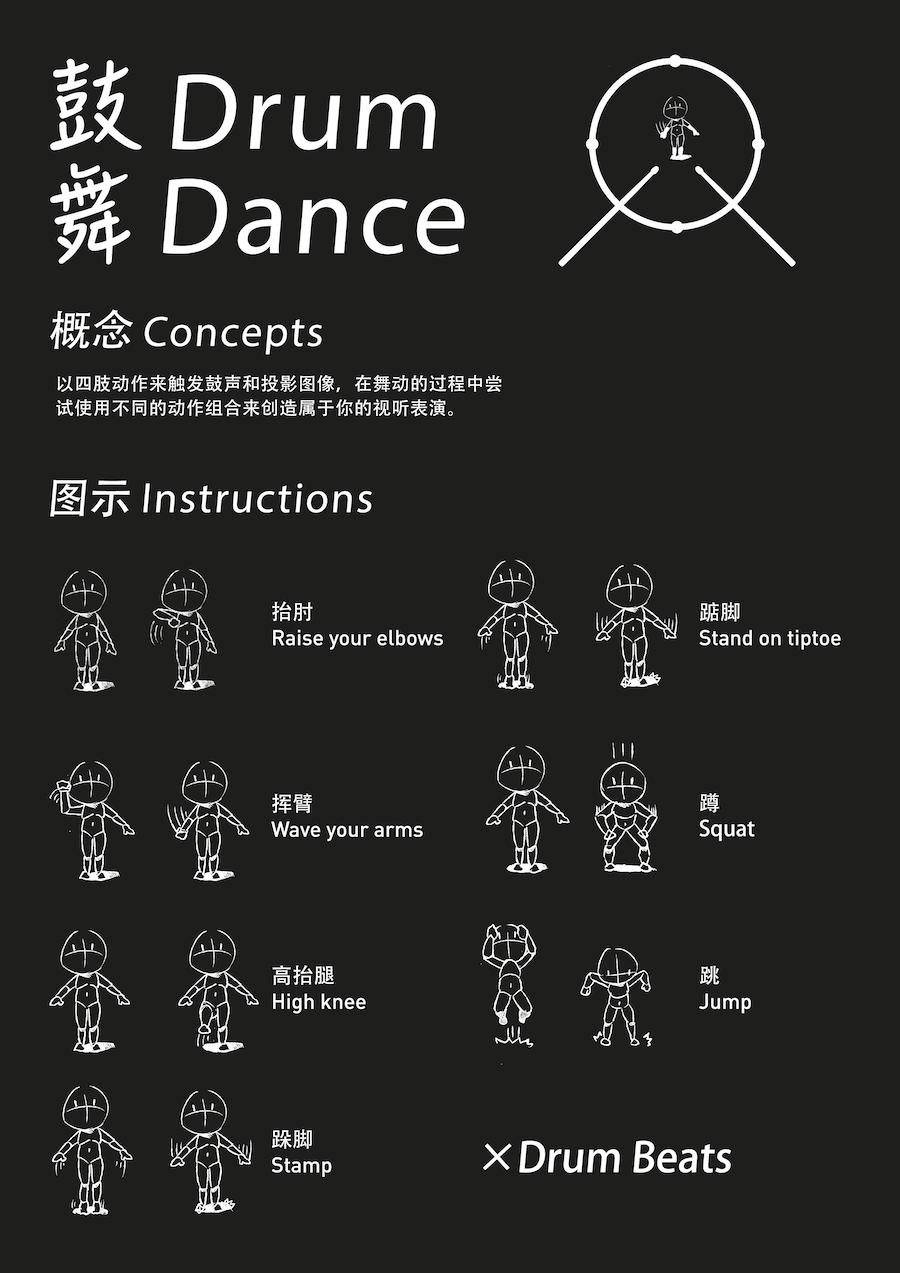 鼓 Drum
舞 Dance
概念 Concepts
以四肢动作来触发鼓声和投影图像，在舞动的过程中尝
试使用不同的动作组合来创造属于你的视听表演。
图示 Instructions
抬肘
Raise your elbows
踮脚
Stand on tiptoe
挥臂
Wave your arms
蹲
Squat
高抬腿
High knee
跳
Jump
跺脚
Stamp
×Drum Beats